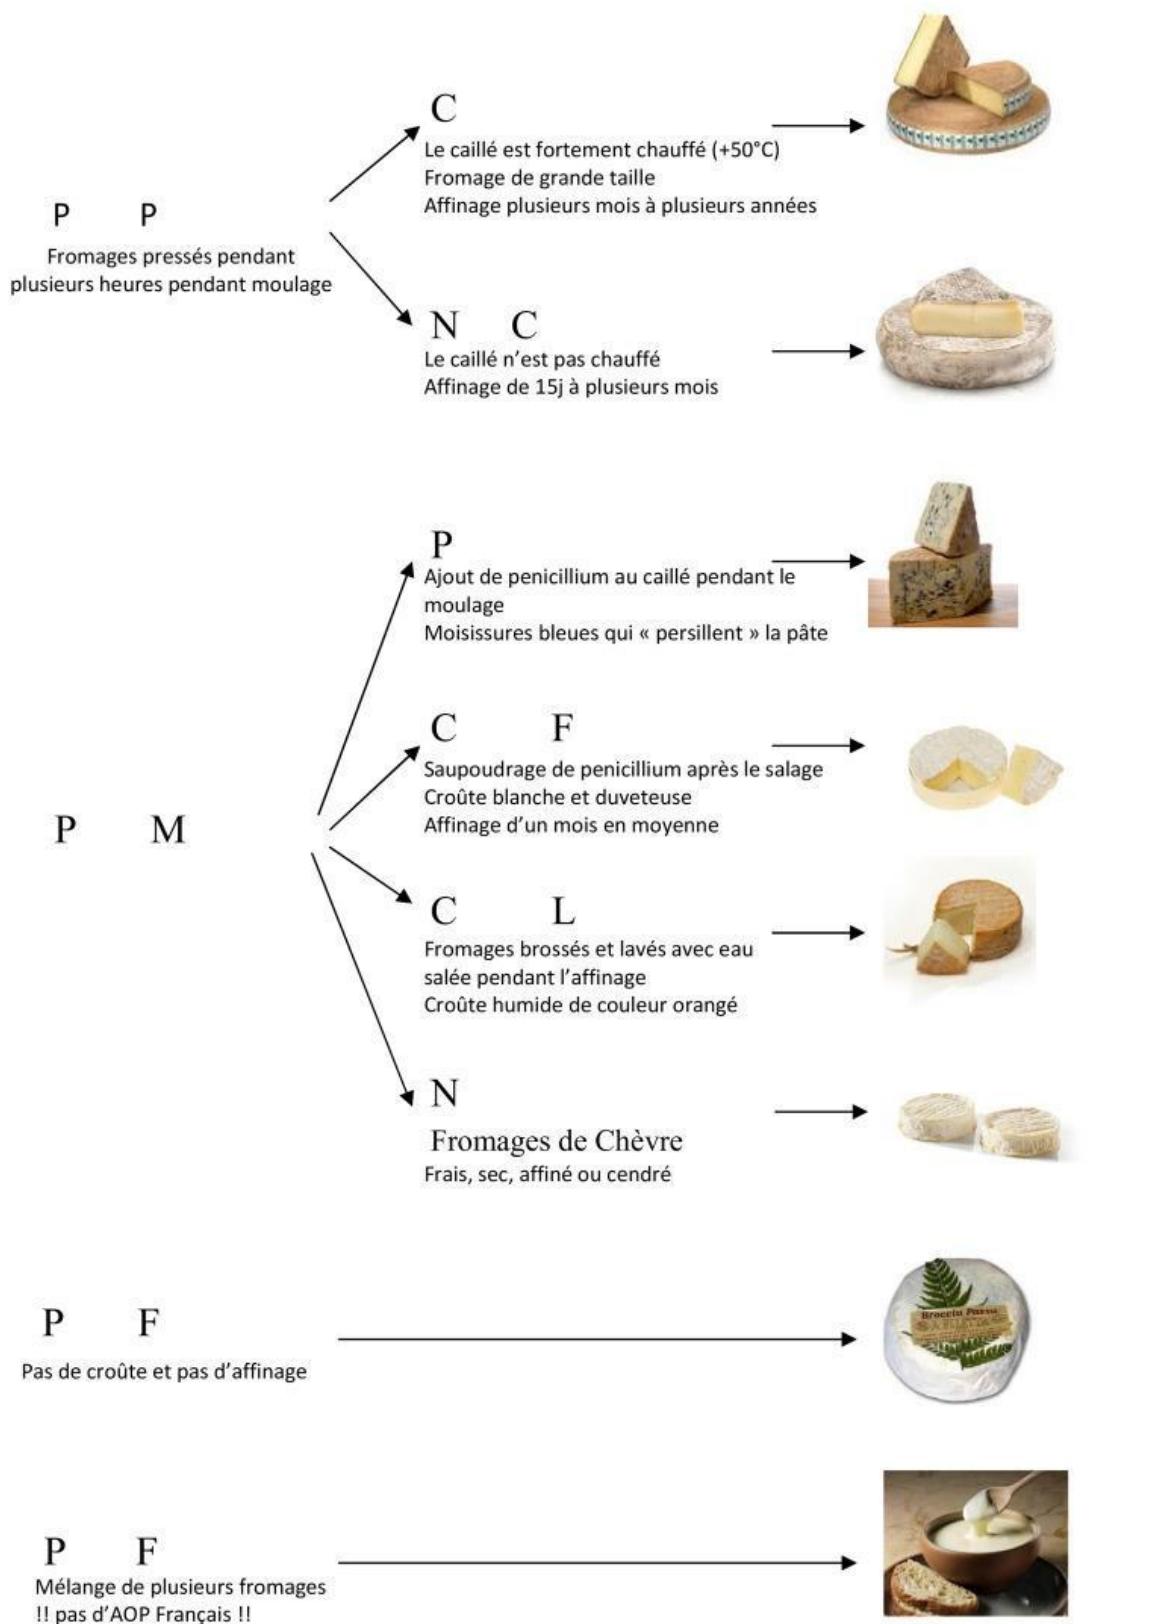 C
Le caillé est fortement chauffé (+50°C)
Fromage de grande taille
Affinage plusieurs mois à plusieurs années
P P
Fromages pressés pendant
plusieurs heures pendant moulage
N C
Le caillé n’est pas chauffé
Affinage de 15j à plusieurs mois
P
Ajout de penicillium au caillé pendant le
moulage
Moisissures bleues qui « persillent » la pâte
C F
Saupoudrage de penicillium après le salage
Croûte blanche et duveteuse
Affinage d’un mois en moyenne
P M
C L
Fromages brossés et lavés avec eau
salée pendant l’affinage
Croûte humide de couleur orangé
N
Fromages de Chèvre
Frais, sec, affiné ou cendré
P F
Pas de croûte et pas d’affinage
Brocciu Passu
P F
Mélange de plusieurs fromages
!! pas d’AOP Français !!